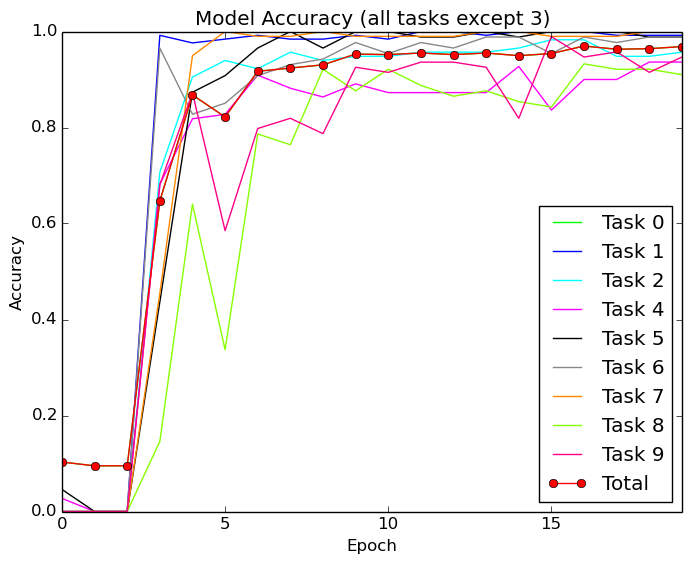 Model Accuracy (all tasks except 3)
1.0
0.8
0.6
0.4
0.2
0.0
Accuracy
0
5
10
15
Epoch
Task 0
Task 1
Task 2
Task 4
Task 5
Task 6
Task 7
Task 8
Task 9
Total